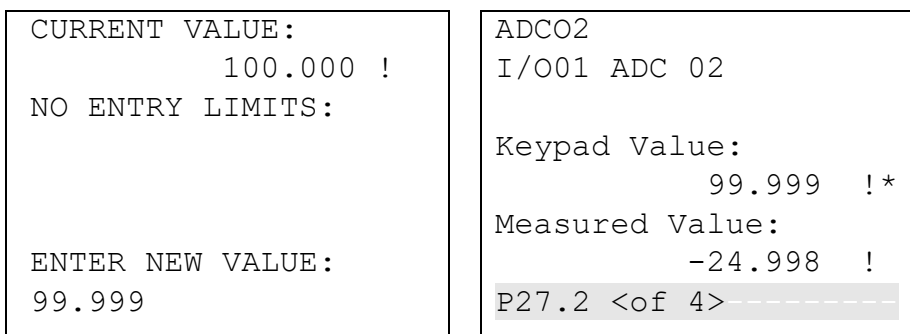 CURRENT VALUE:
100.000 !
NO ENTRY LIMITS:
ENTER NEW VALUE:
99.999
ADCO2
I/O01 ADC 02
Keypad Value:
99.999 !*
Measured Value:
-24.998 !
P27.2 <of 4>---------